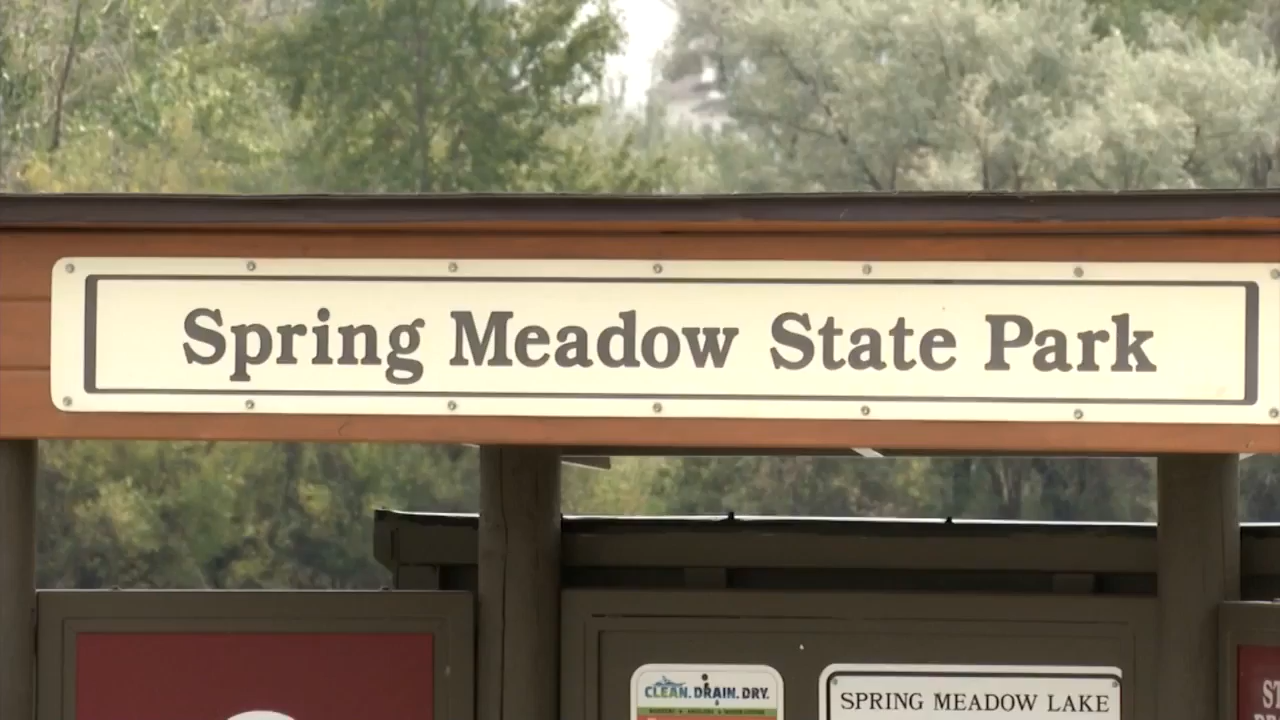 Spring Meadow State Park
CLEAN. DRAIN. DRY.
SPRING MEADOW LAKE